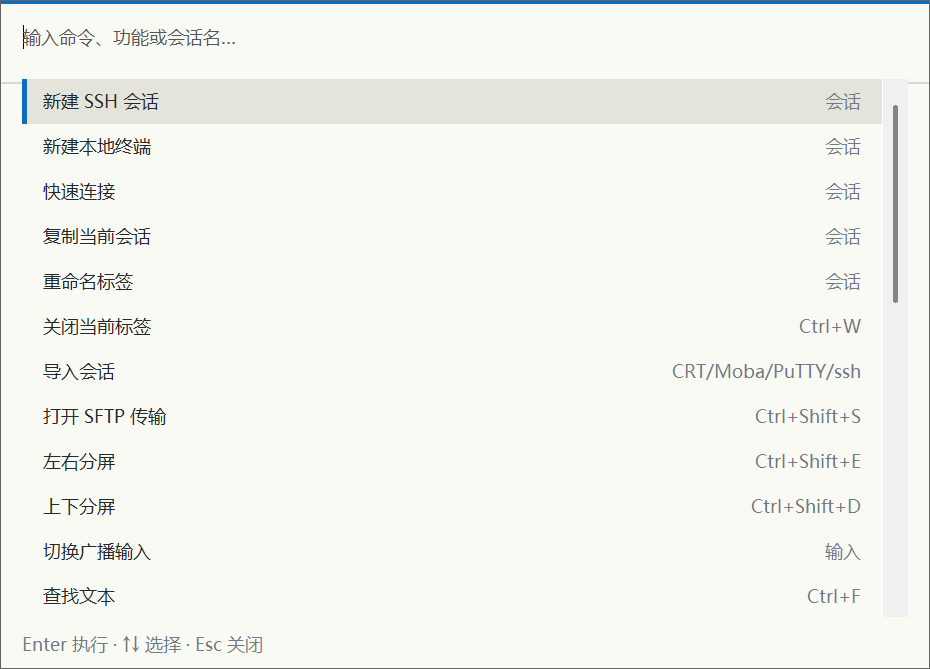 输入命令、功能或会话名...
新建 SSH 会话 会话
新建本地终端 会话
快速连接 会话
复制当前会话 会话
重命名标签 会话
关闭当前标签 Ctrl+W
导入会话 CRT/Moba/PuTTY/ssh
打开 SFTP 传输 Ctrl+Shift+S
左右分屏 Ctrl+Shift+E
上下分屏 Ctrl+Shift+D
切换广播输入 输入
查找文本 Ctrl+F
Enter 执行 · ↑↓ 选择 · Esc 关闭